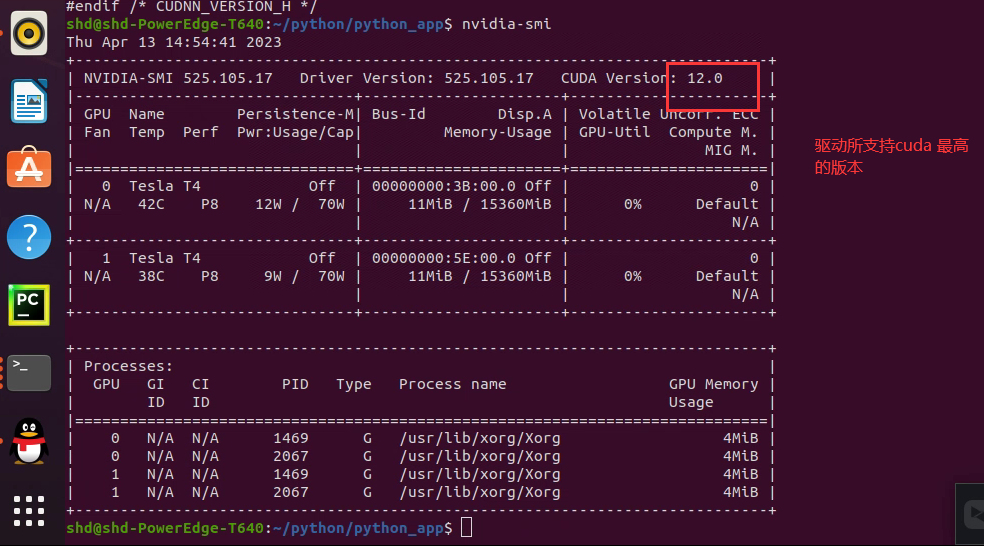 #endif /* CUDNN_VERSION_H */
shd@shd-PowerEdge-T640:~/python/python_app$ nvidia-smi
Thu Apr 13 14:54:41 2023
+-----------------------------------------------------------------------------+
| NVIDIA-SMI 525.105.17   Driver Version: 525.105.17   CUDA Version: 12.0     |
|-------------------------------+----------------------+----------------------+
| GPU  Name        Persistence-M| Bus-Id        Disp.A | Volatile Uncorr. ECC |
| Fan  Temp  Perf  Pwr:Usage/Cap|         Memory-Usage | GPU-Util  Compute M. |
|                               |                      |               MIG M. |
|===============================+======================+======================|
|   0  Tesla T4            Off  | 00000000:3B:00.0 Off |                    0 |
| N/A   42C    P8    12W /  70W |     11MiB / 15360MiB |      0%      Default |
|                               |                      |                  N/A |
+-------------------------------+----------------------+----------------------+
|   1  Tesla T4            Off  | 00000000:5E:00.0 Off |                    0 |
| N/A   38C    P8     9W /  70W |     11MiB / 15360MiB |      0%      Default |
|                               |                      |                  N/A |
+-------------------------------+----------------------+----------------------+
+-----------------------------------------------------------------------------+
| Processes:                                                                  |
|  GPU   GI   CI        PID   Type   Process name                  GPU Memory |
|        ID   ID                                                   Usage      |
|=============================================================================|
|    0   N/A  N/A      1469      G   /usr/lib/xorg/Xorg                  4MiB |
|    0   N/A  N/A      2067      G   /usr/lib/xorg/Xorg                  4MiB |
|    1   N/A  N/A      1469      G   /usr/lib/xorg/Xorg                  4MiB |
|    1   N/A  N/A      2067      G   /usr/lib/xorg/Xorg                  4MiB |
+-----------------------------------------------------------------------------+
shd@shd-PowerEdge-T640:~/python/python_app$
驱动所支持cuda 最高
的版本
PC
>_
?